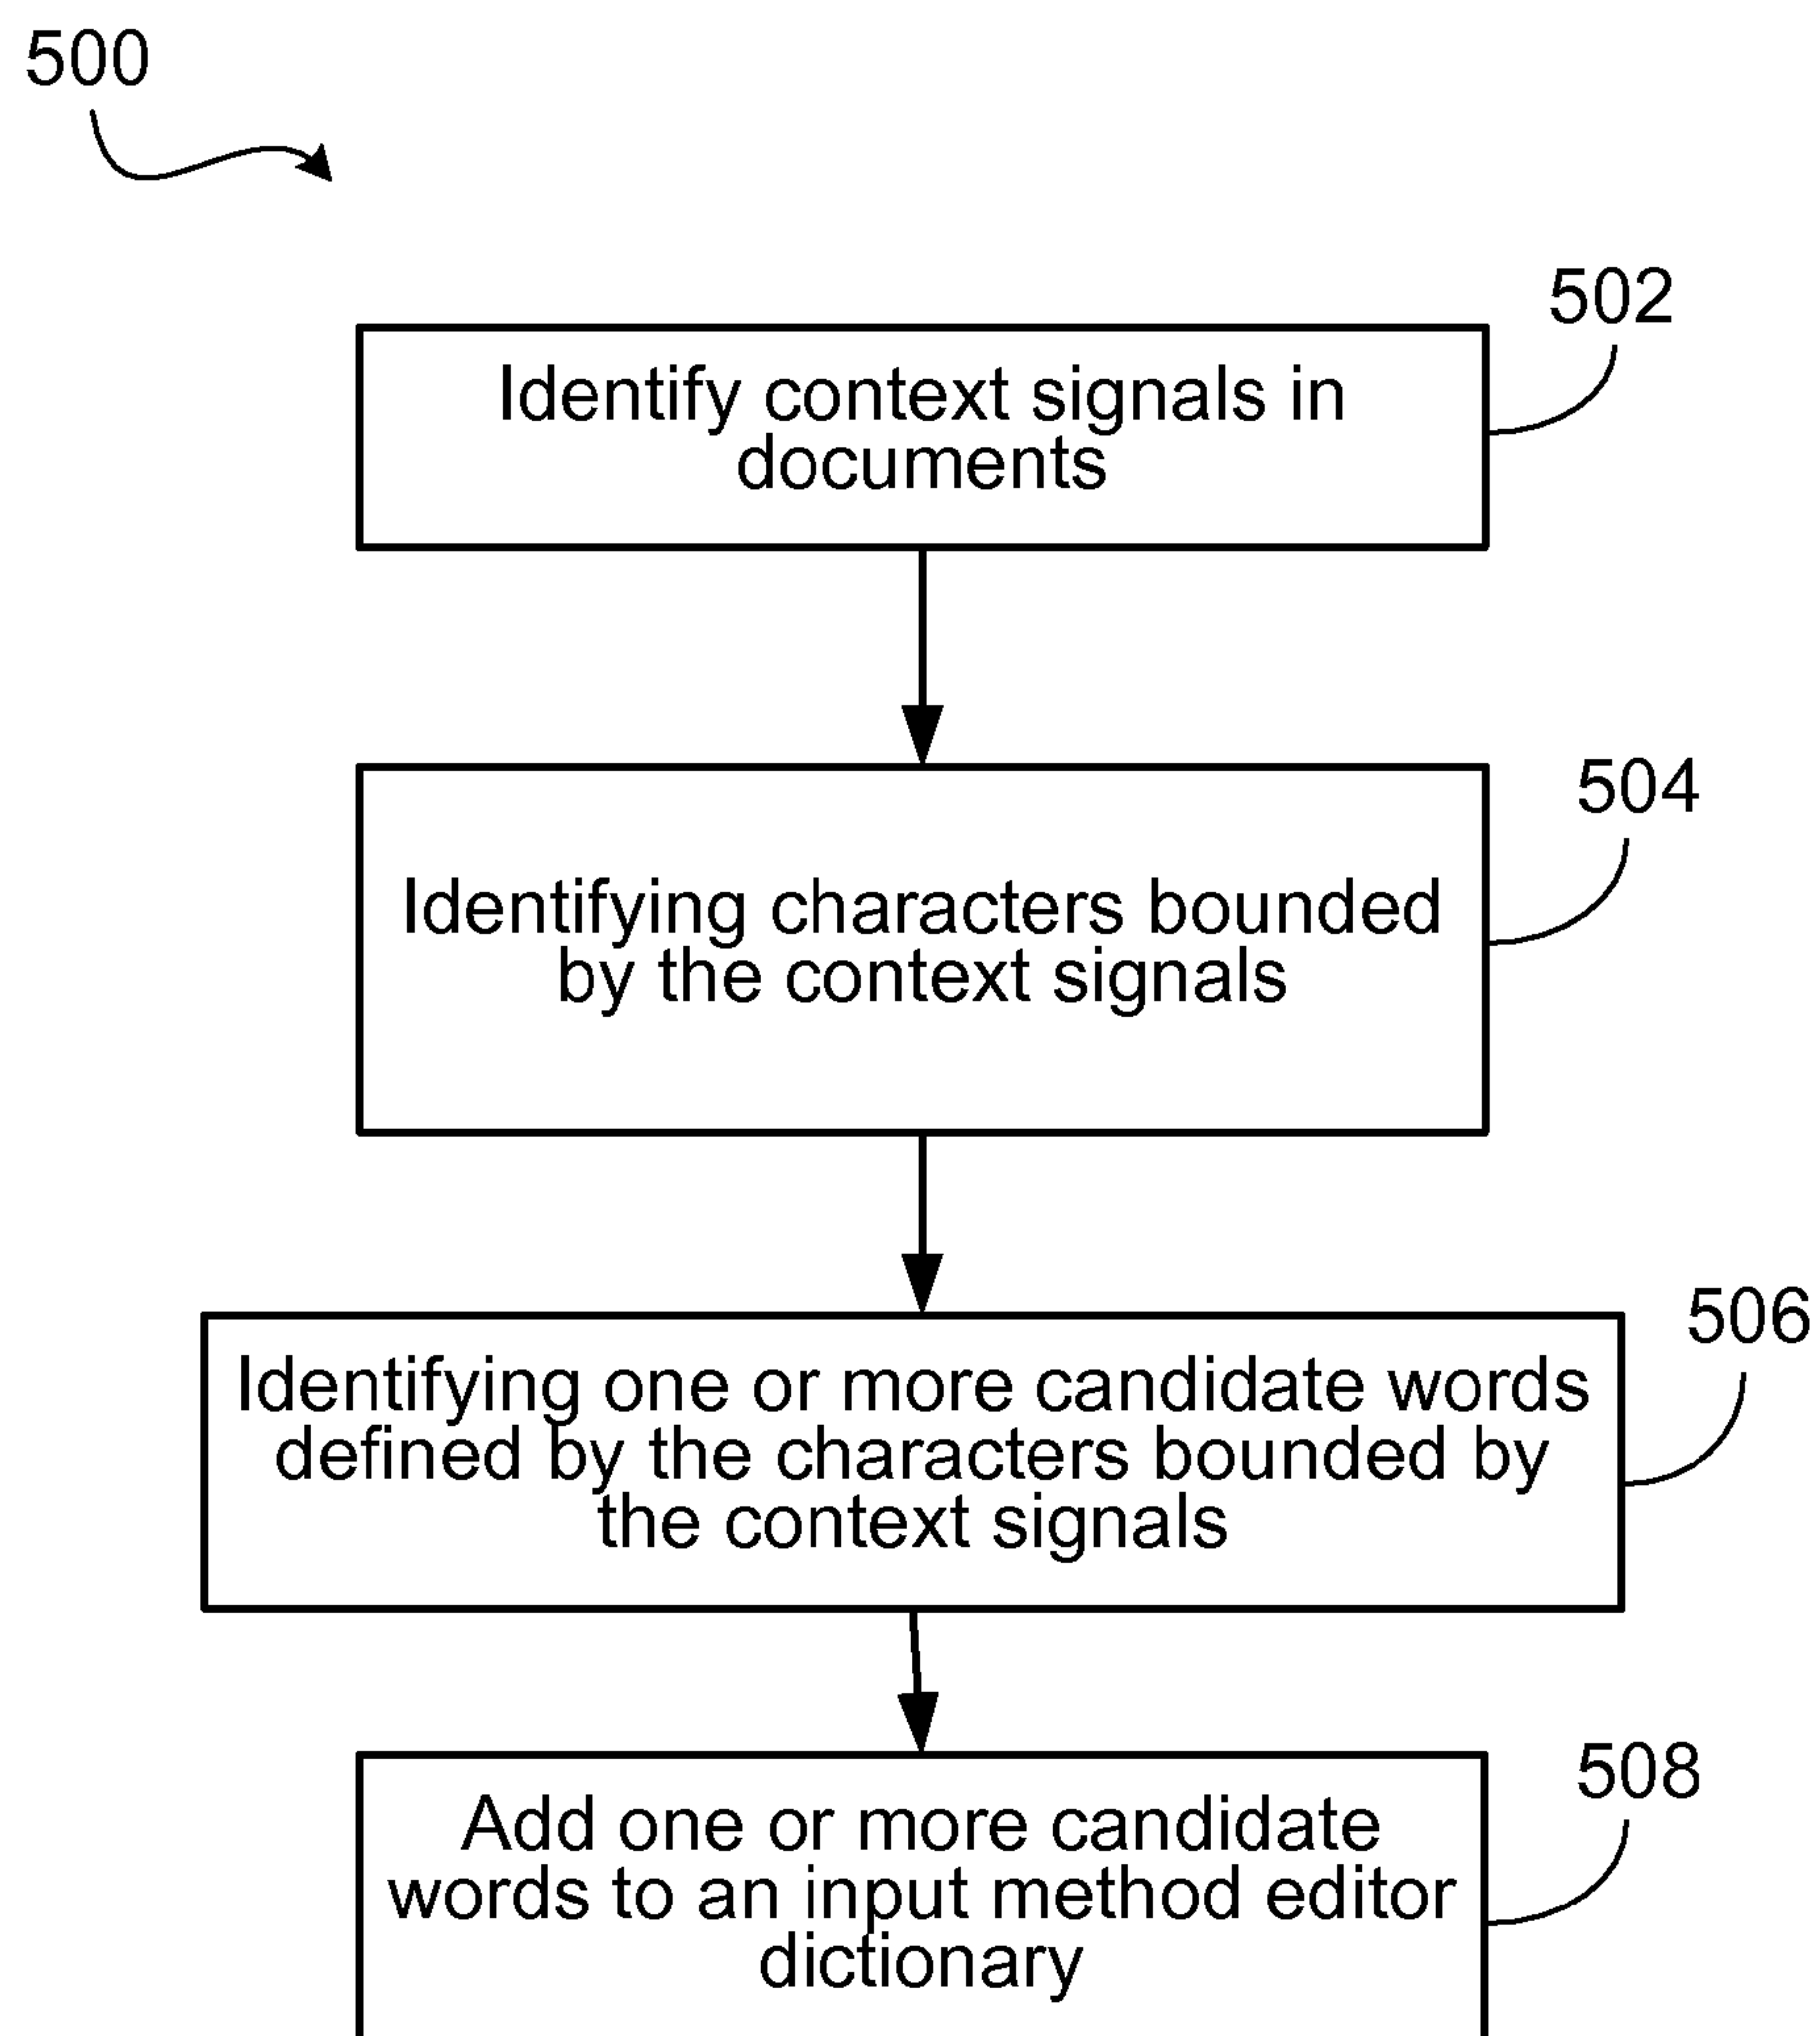 500
502
Identify context signals in
documents
504
Identifying characters bounded
by the context signals
506
Identifying one or more candidate words
defined by the characters bounded by
the context signals
508
Add one or more candidate
words to an input method editor
dictionary